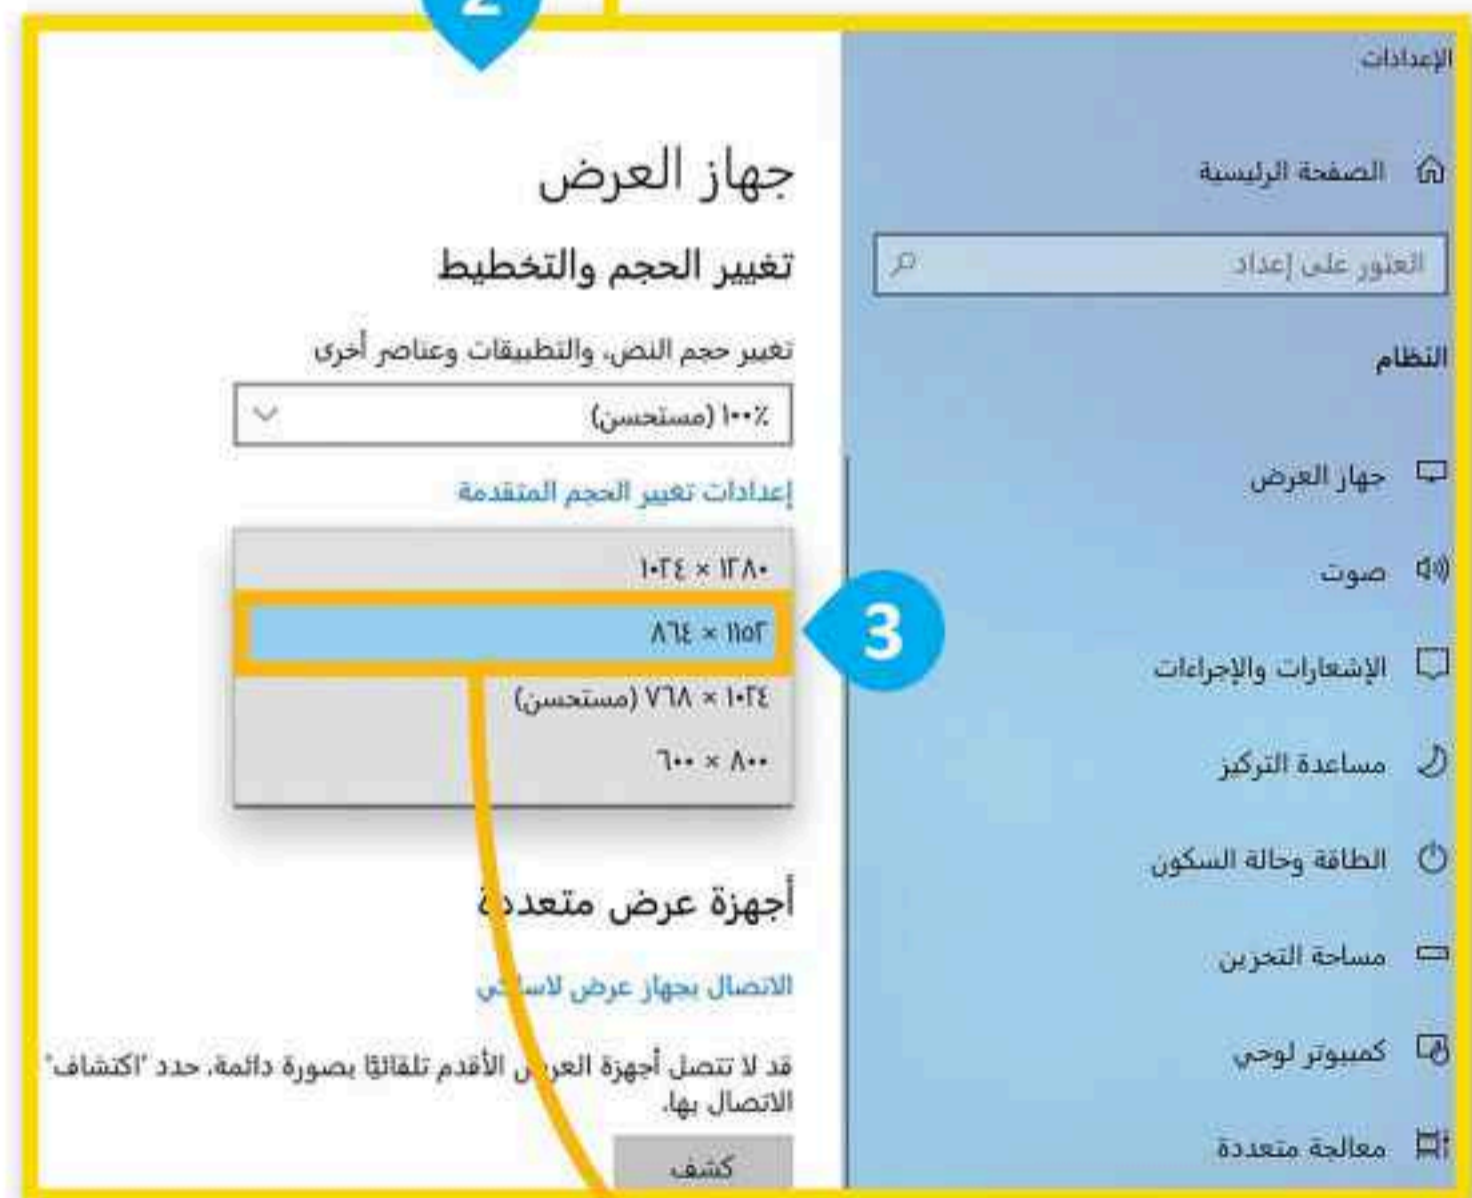 2
الإعدادات
الصفحة الرئيسية
العثور على إعداد
النظام
جهاز العرض
صوت
الإشعارات والإجراءات
مساعدة التركيز
الطاقة وحالة السكون
مساحة التخزين
كمبيوتر لوحي
معالجة متعددة
جهاز العرض
تغيير الحجم والتخطيط
تغيير حجم النص، والتطبيقات وعناصر أخرى
١٠٠٪ (مستحسن)
إعدادات تغيير الحجم المتقدمة
١٢٨٠ × ١٠٢٤
١١٥٢ × ٨٦٤
3
١٠٢٤ × ٧٦٨ (مستحسن)
٨٠٠ × ٦٠٠
أجهزة عرض متعددة
الاتصال بجهاز عرض لاسلكي
قد لا تتصل أجهزة العرض الأقدم تلقائيًا بصورة دائمة. حدد "اكتشاف"
الاتصال بها.
كشف